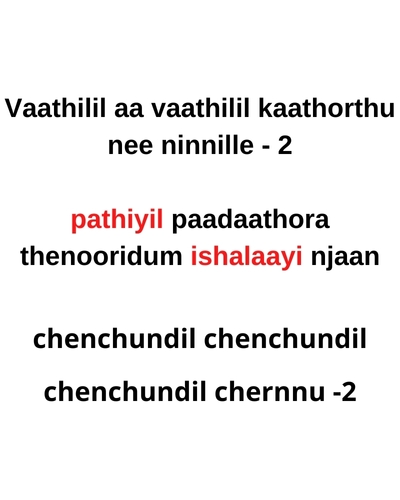 Vaathilil aa vaathilil kaathorthu
nee ninnille - 2
pathiyil paadaathora
thenooridum ishalaayi njaan
chenchundil chenchundil
chenchundil chernnu -2